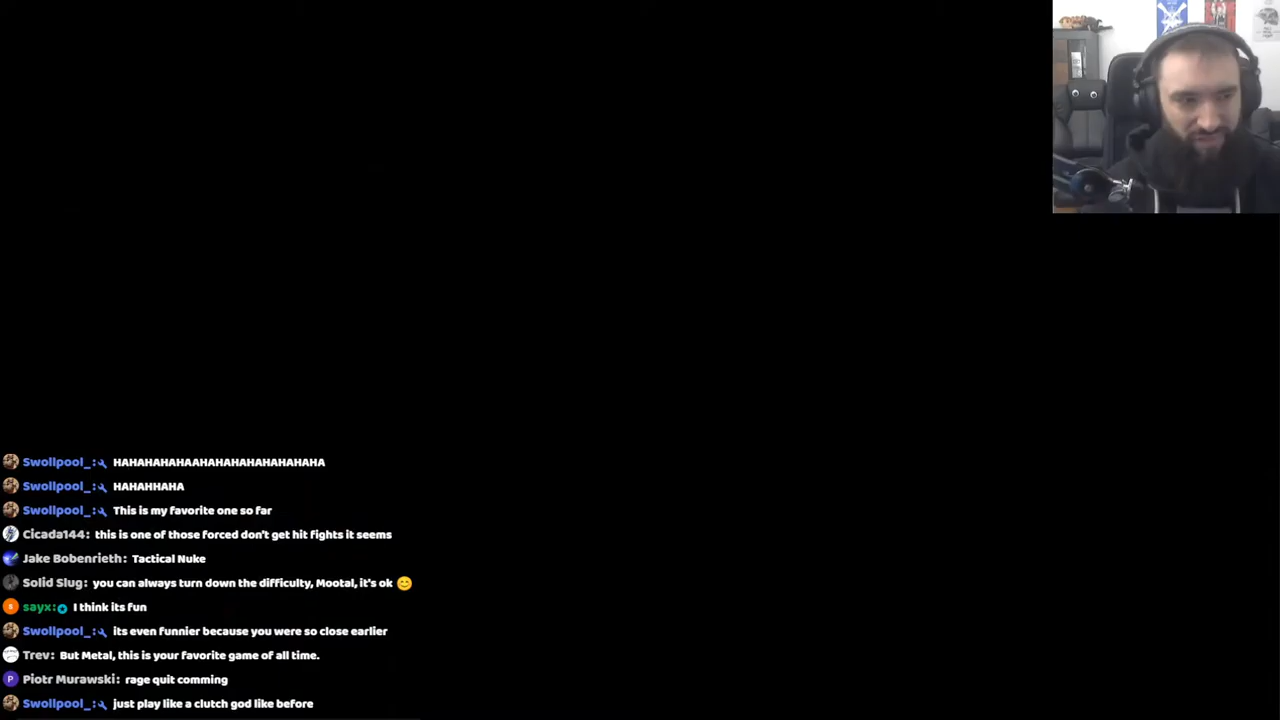 Swollpool_: HAHAHAHAHAAHAHAHAHAHAHAHAHA
Swollpool_: HAHAHHAHA
Swollpool_: This is my favorite one so far
Cicada144: this is one of those forced don't get hit fights it seems
Jake Bobenrieth: Tactical Nuke
Solid Slug: you can always turn down the difficulty, Mootal, it's ok 😊
sayx: I think its fun
Swollpool_: its even funnier because you were so close earlier
Trev: But Metal, this is your favorite game of all time.
Piotr Murawski: rage quit comming
Swollpool_: just play like a clutch god like before